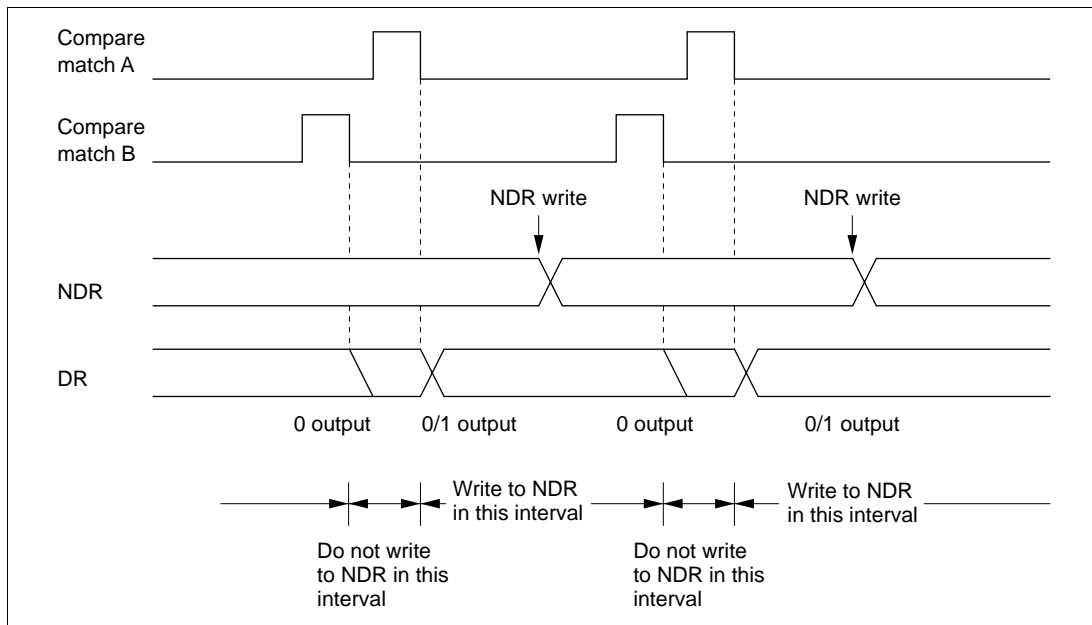 Compare
match A
Compare
match B
NDR write
NDR write
NDR
DR
0 output
0/1 output
0 output
0/1 output
Write to NDR
in this interval
Write to NDR
in this interval
Do not write
to NDR in this
interval
Do not write
to NDR in this
interval